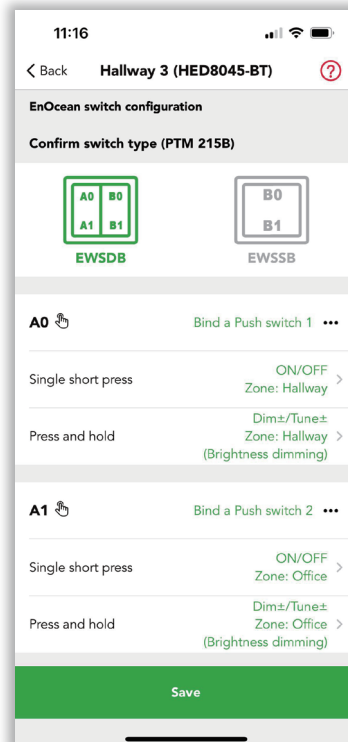 11:16
Back Hallway 3 (HED8045-BT) ?
EnOcean switch configuration
Confirm switch type (PTM 215B)
A0 B0 B0
A1 B1 B1
EWSDB EWSSB
A0 Bind a Push switch 1
Single short press ON/OFF
Zone: Hallway
Press and hold Dim±/Tune±
Zone: Hallway
(Brightness dimming)
A1 Bind a Push switch 2
Single short press ON/OFF
Zone: Office
Press and hold Dim±/Tune±
Zone: Office
(Brightness dimming)
Save